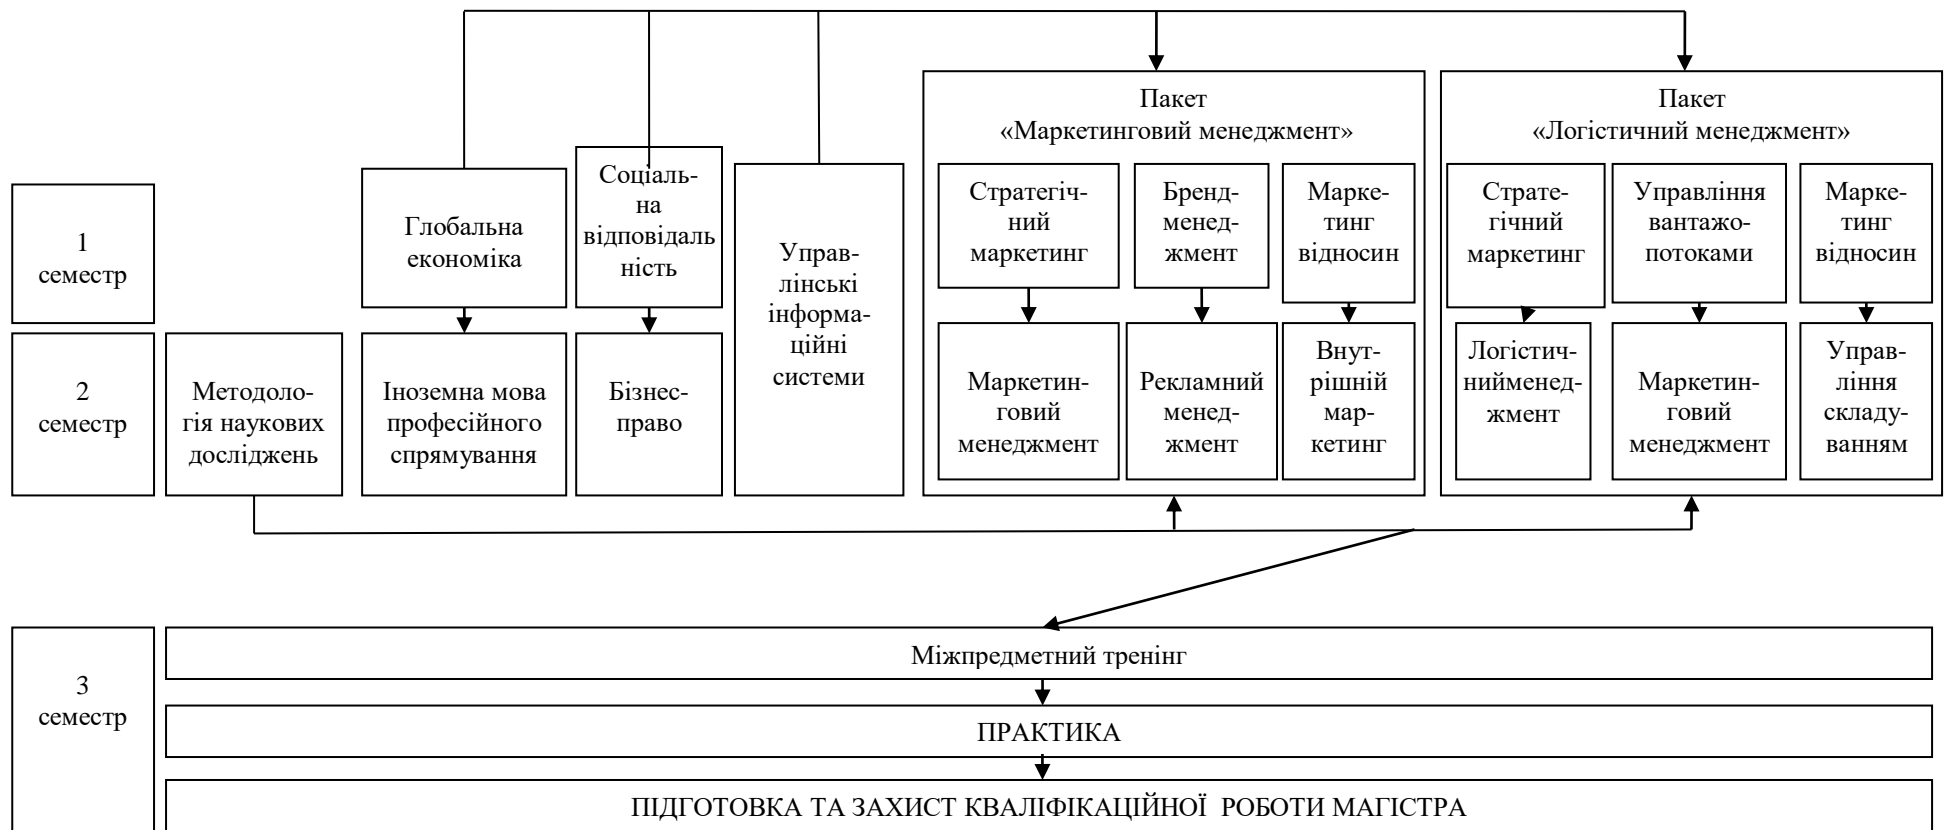 Пакет
«Маркетинговий менеджмент»
Пакет
«Логістичний менеджмент»
1
семестр
Глобальна
економіка
Соціаль-
на
відповідаль
ність
Управ-
лінські
інформа-
ційні
системи
Стратегіч-
ний
маркетинг
Бренд-
менед-
жмент
Марке-
тинг
відносин
Страте-
гічний
маркетинг
Управління
вантажо-
потоками
Марке-
тинг
відносин
2
семестр
Методоло-
гія наукових
досліджень
Іноземна мова
професійного
спрямування
Бізнес-
право
Маркетин-
говий
менеджмент
Рекламний
менед-
жмент
Внут-
рішній
мар-
кетинг
Логістич-
нийменед-
жмент
Маркетин-
говий
менеджмент
Управ-
ління
складу-
ванням
3
семестр
Міжпредметний тренінг
ПРАКТИКА
ПІДГОТОВКА ТА ЗАХИСТ КВАЛІФІКАЦІЙНОЇ РОБОТИ МАГІСТРА